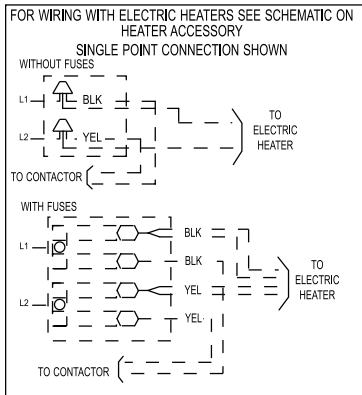 FOR WIRING WITH ELECTRIC HEATERS SEE SCHEMATIC ON
HEATER ACCESSORY
SINGLE POINT CONNECTION SHOWN
WITHOUT FUSES
L1
BLK
TO
ELECTRIC
HEATER
L2
YEL
TO CONTACTOR
WITH FUSES
BLK
L1
BLK
TO
ELECTRIC
HEATER
YEL
L2
YEL
TO CONTACTOR